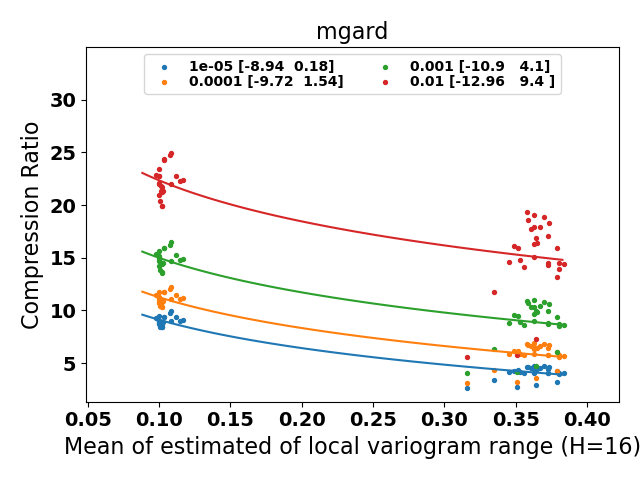 mgard
1e-05 [-8.94  0.18]
0.0001 [-9.72  1.54]
0.001 [-10.9   4.1]
0.01 [-12.96   9.4 ]
Compression Ratio
30
25
20
15
10
5
0.05 0.10 0.15 0.20 0.25 0.30 0.35 0.40
Mean of estimated of local variogram range (H=16)